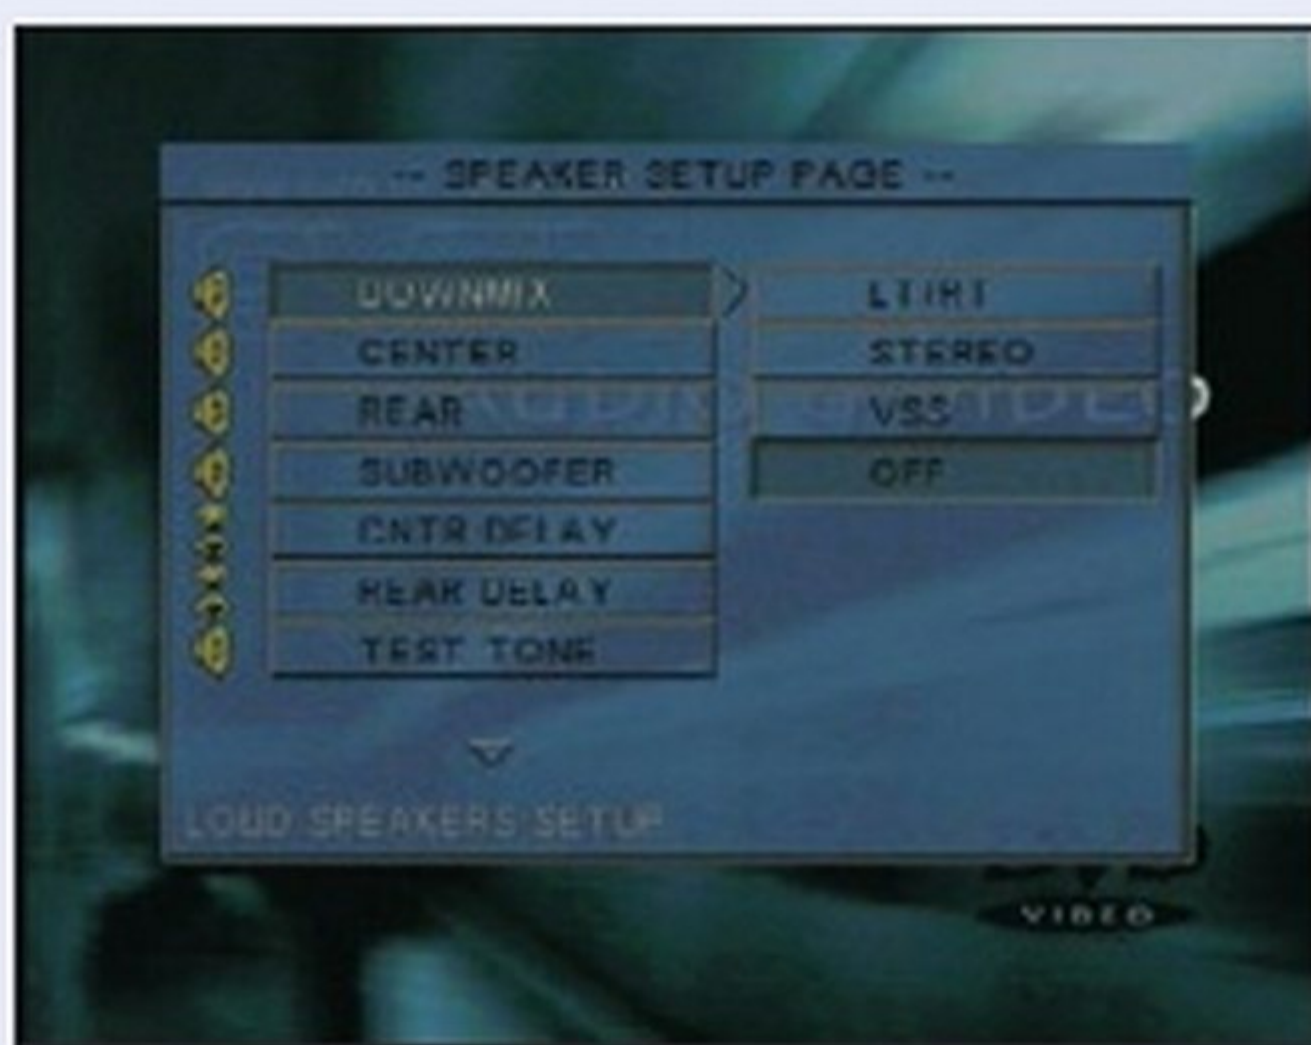 -- SPEAKER SETUP PAGE --
DOWNMIX
LT/RT
CENTER
STEREO
REAR
VSS
SUBWOOFER
OFF
CNTR DELAY
REAR DELAY
TEST TONE
LOUD SPEAKERS SETUP
VIDEO